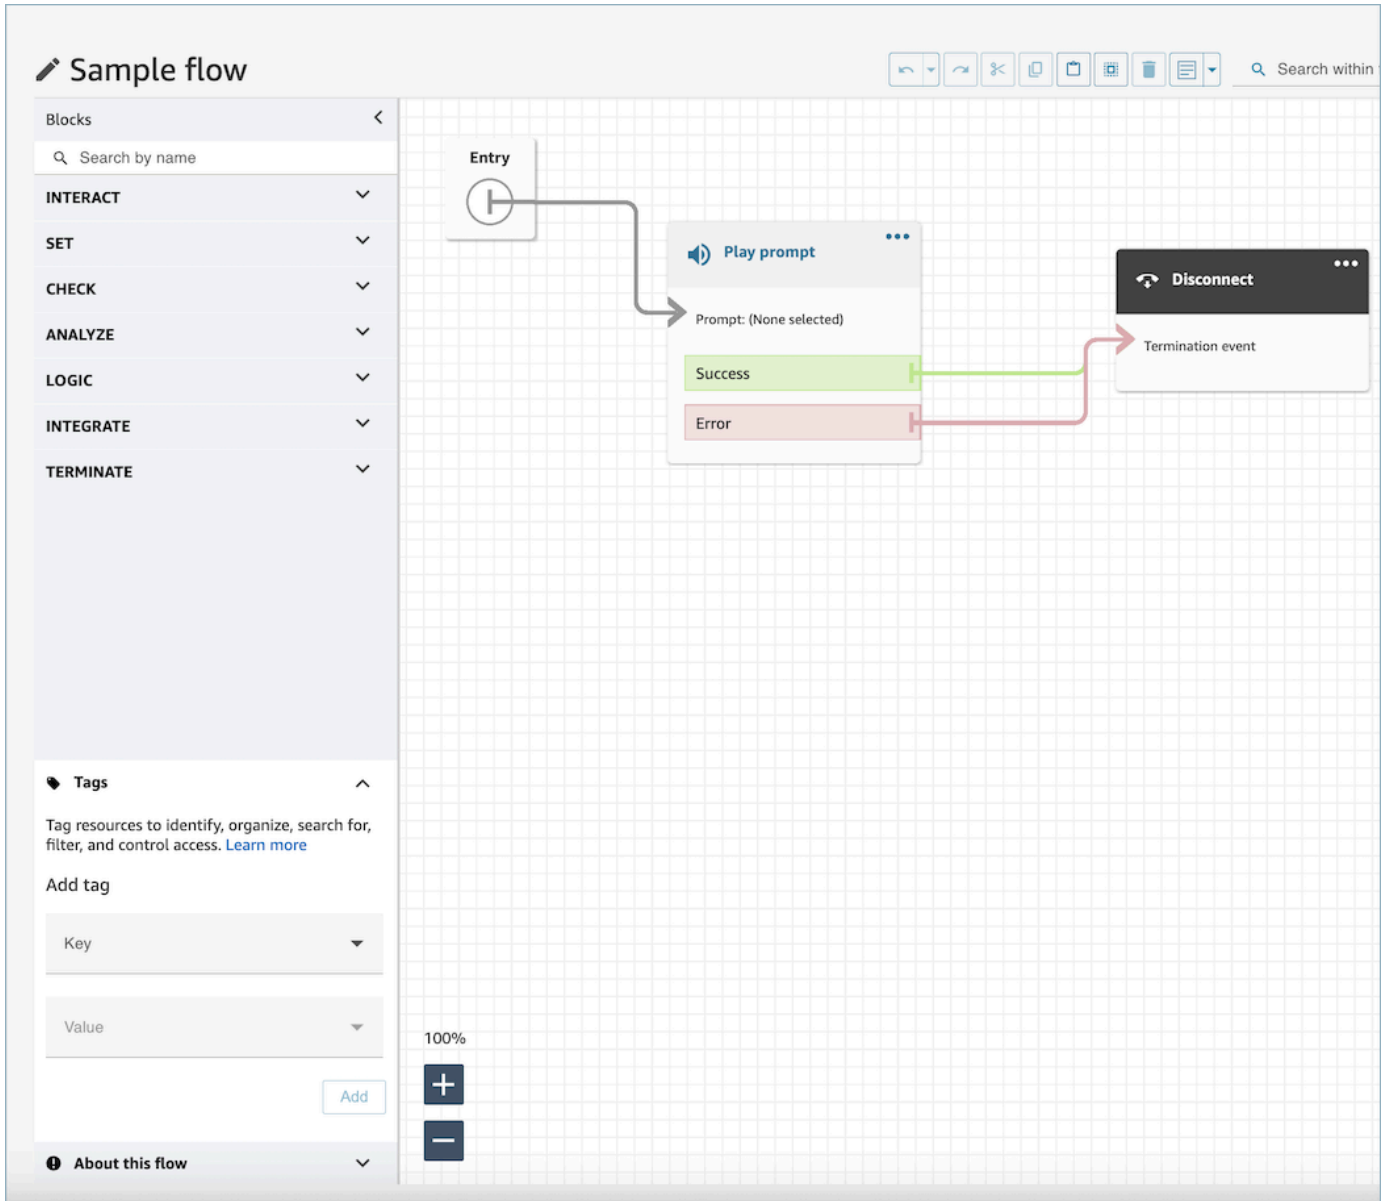 Sample flow
Search within
Blocks
Search by name
INTERACT
SET
CHECK
ANALYZE
LOGIC
INTEGRATE
TERMINATE
Tags
Tag resources to identify, organize, search for,
filter, and control access. Learn more
Add tag
Key
Value
Add
About this flow
Entry
Play prompt
Prompt: (None selected)
Success
Error
Disconnect
Termination event
100%